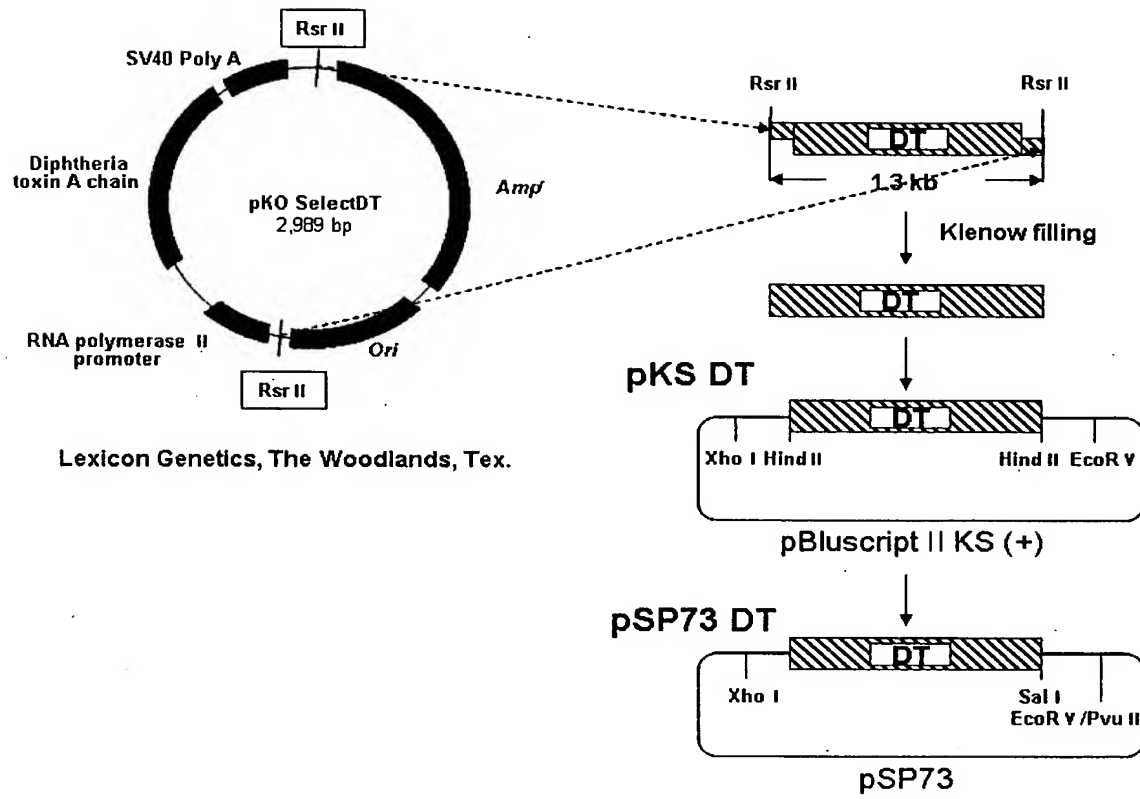 Rsr II
SV40 Poly A
Diphtheria
toxin A chain
pKO SelectDT
2,989 bp
Ampr
RNA polymerase II
promoter
Ori
Rsr II
Lexicon Genetics, The Woodlands, Tex.
Rsr II
Rsr II
DT
1.3 kb
Klenow filling
DT
pKS DT
DT
Xho I
Hind II
Hind II
EcoR V
pBluscript II KS (+)
pSP73 DT
DT
Xho I
Sal I
EcoR V/Pvu II
pSP73